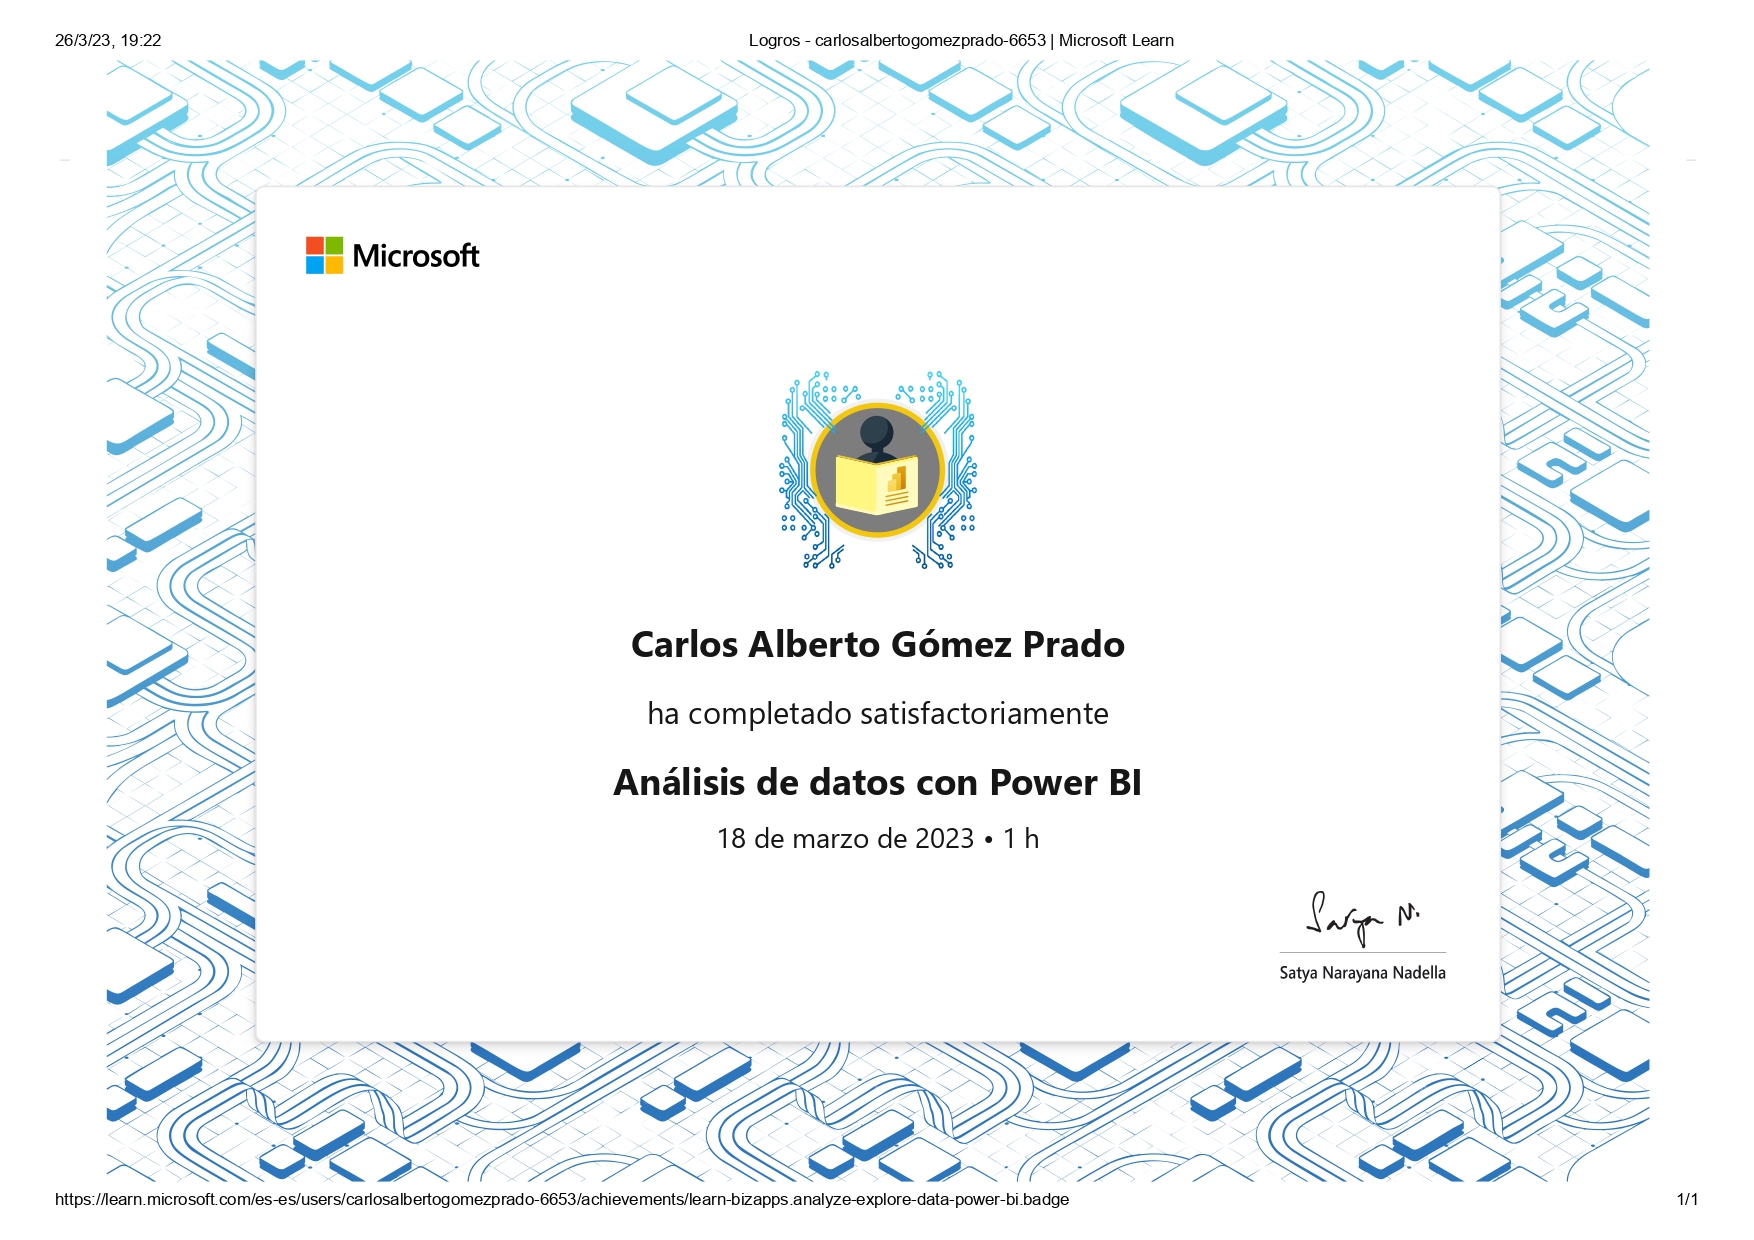 26/3/23, 19:22
Logros - carlosalbertogomezprado-6653 | Microsoft Learn
Microsoft
Carlos Alberto Gómez Prado
ha completado satisfactoriamente
Análisis de datos con Power BI
18 de marzo de 2023 • 1 h
Satya N.
Satya Narayana Nadella
https://learn.microsoft.com/es-es/users/carlosalbertogomezprado-6653/achievements/learn-bizapps.analyze-explore-data-power-bi.badge
1/1